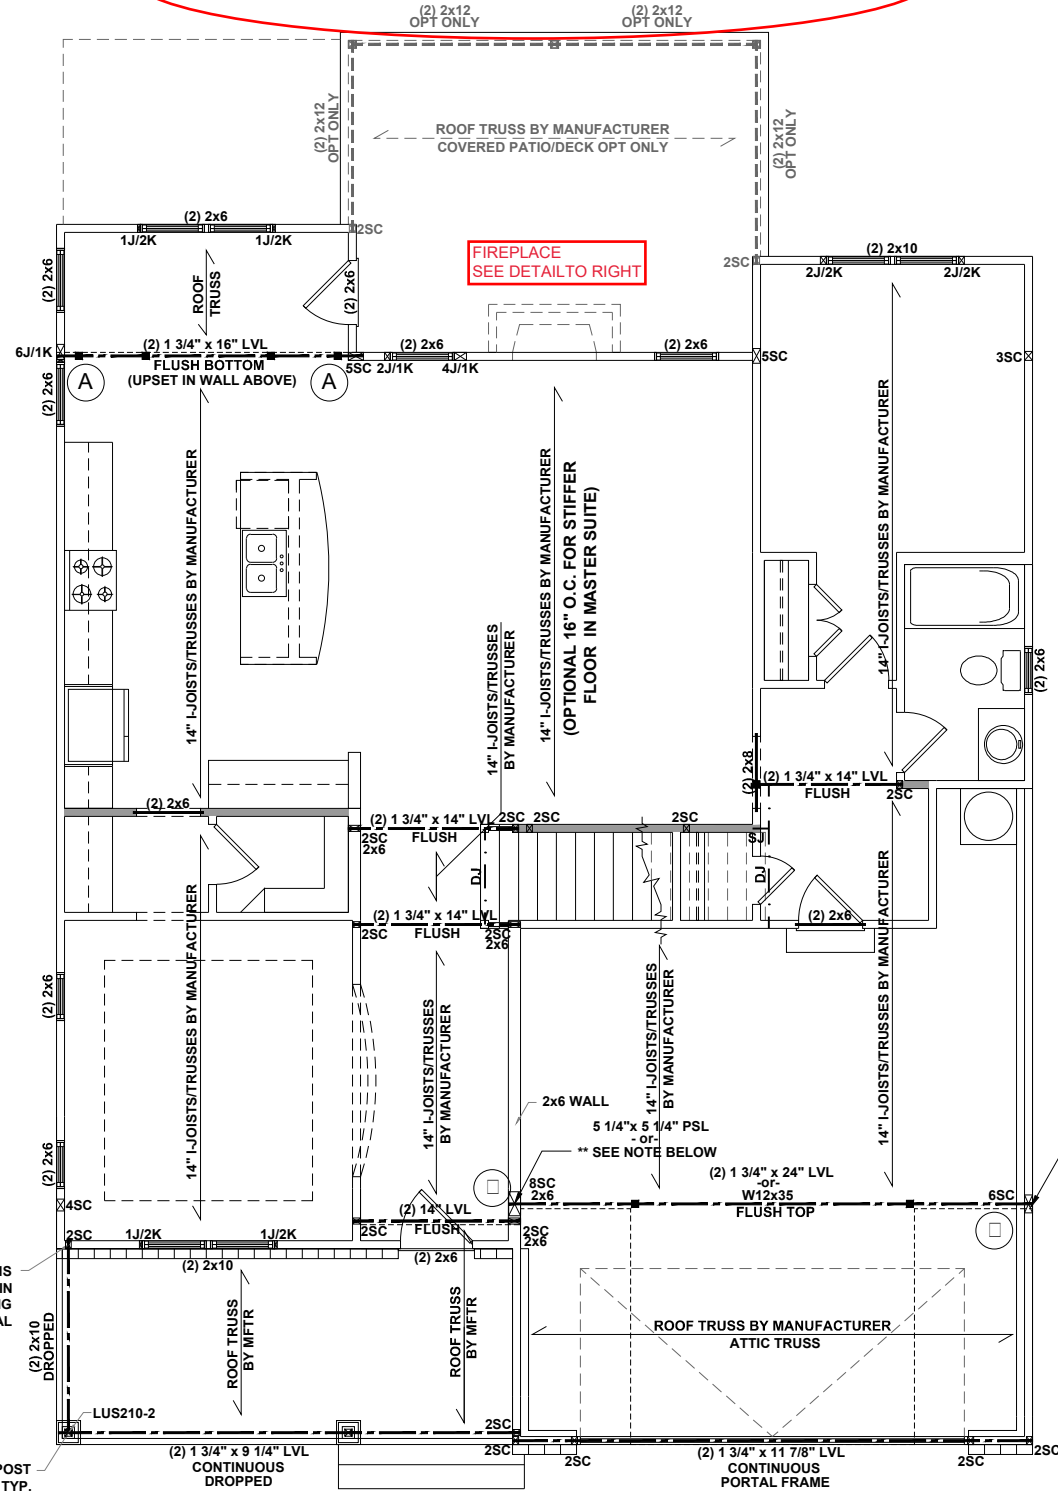 (2) 2x12
OPT ONLY
(2) 2x12
OPT ONLY
(2) 2x12
OPT ONLY
ROOF TRUSS BY MANUFACTURER
COVERED PATIO/DECK OPT ONLY
(2) 2x12
OPT ONLY
(2) 2x6
1J/2K
1J/2K
2SC
(2) 2x6
ROOF
TRUSS
(2) 2x6
FIREPLACE
SEE DETAILTO RIGHT
2SC
(2) 2x10
2J/2K
2J/2K
6J/1K
(2) 1 3/4" x 16" LVL
FLUSH BOTTOM
(UPSET IN WALL ABOVE)
A
A
(2) 2x6
5SC
2J/1K
(2) 2x6
4J/1K
(2) 2x6
5SC
3SC
14" I-JOISTS/TRUSSES BY MANUFACTURER
14" I-JOISTS/TRUSSES BY MANUFACTURER
(OPTIONAL 16" O.C. FOR STIFFER
FLOOR IN MASTER SUITE)
14" I-JOISTS/TRUSSES BY MANUFACTURER
14" I-JOISTS/TRUSSES
BY MANUFACTURER
(2) 2x6
(2) 2x8
(2) 1 3/4" x 14" LVL
FLUSH
2SC
(2) 2x6
(2) 1 3/4" x 14" LVL
FLUSH
2SC
2x6
2SC
2SC
2SC
SJ
DJ
DJ
(2) 1 3/4" x 14" LVL
FLUSH
2SC
2SC
2x6
(2) 2x6
14" I-JOISTS/TRUSSES BY MANUFACTURER
14" I-JOISTS/TRUSSES
BY MANUFACTURER
14" I-JOISTS/TRUSSES
BY MANUFACTURER
14" I-JOISTS/TRUSSES BY MANUFACTURER
(2) 2x6
(2) 2x6
2x6 WALL
5 1/4"x 5 1/4" PSL
- or-
** SEE NOTE BELOW
8SC
2x6
(2) 1 3/4" x 24" LVL
-or-
W12x35
FLUSH TOP
6SC
4SC
2SC
1J/2K
1J/2K
(2) 2x10
2SC
(2) 14" LVL
FLUSH
2SC
2x6
(2) 2x6
IS
IN
IG
AL
(2) 2x10
DROPPED
ROOF TRUSS
BY MFTR
ROOF TRUSS
BY MFTR
ROOF TRUSS BY MANUFACTURER
ATTIC TRUSS
LUS210-2
2SC
2SC
(2) 1 3/4" x 9 1/4" LVL
CONTINUOUS
DROPPED
2SC
(2) 1 3/4" x 11 7/8" LVL
CONTINUOUS
PORTAL FRAME
2SC
2SC
POST
TYP.